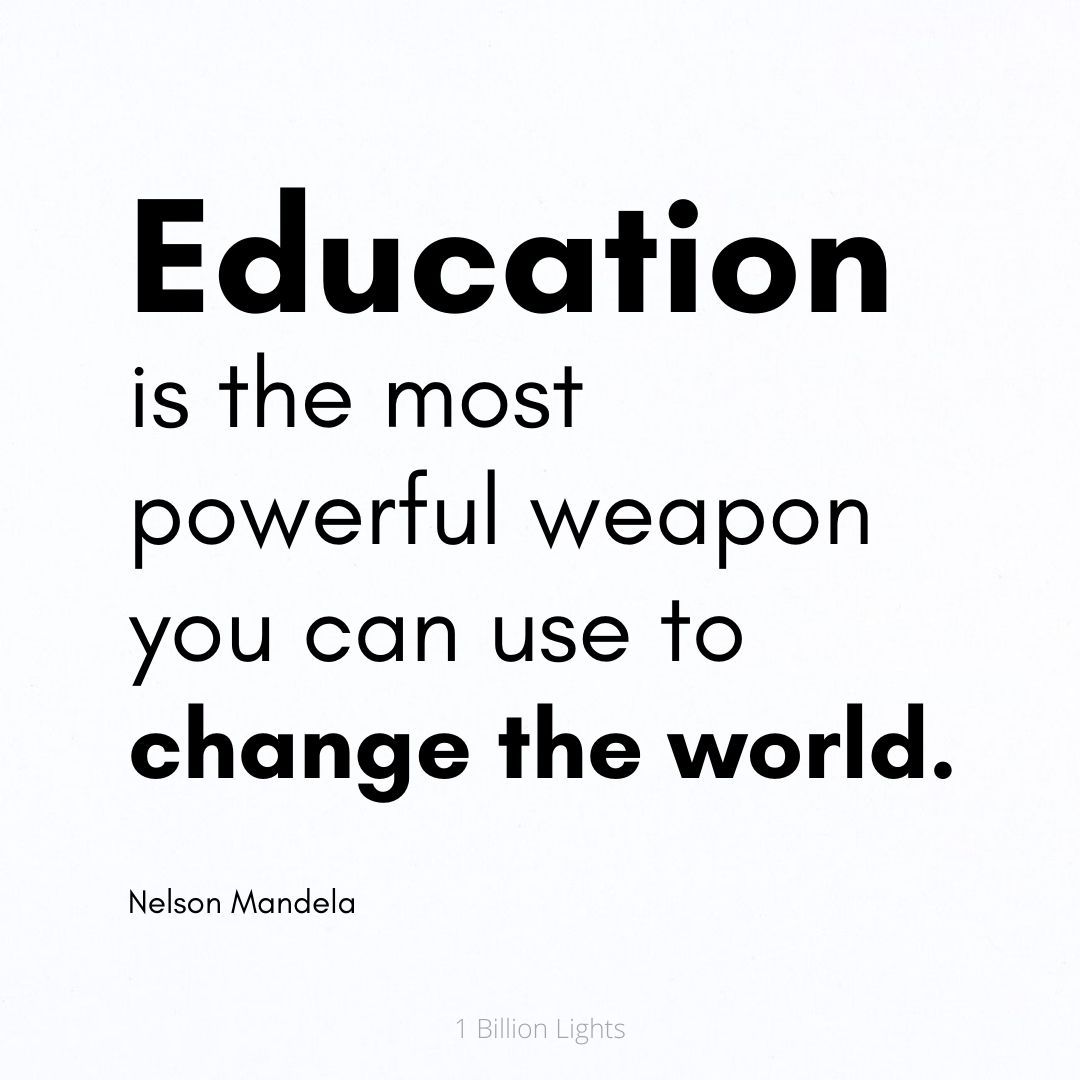 Education
is the most
powerful weapon
you can use to
change the world.
Nelson Mandela
1 Billion Lights